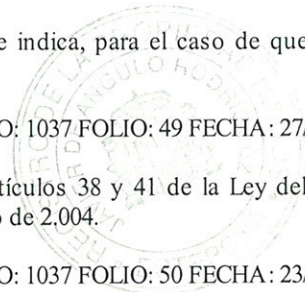 e indica, para el caso de que
O: 1037 FOLIO: 49 FECHA: 27/
tículos 38 y 41 de la Ley del
o de 2.004.
O: 1037 FOLIO: 50 FECHA: 23/